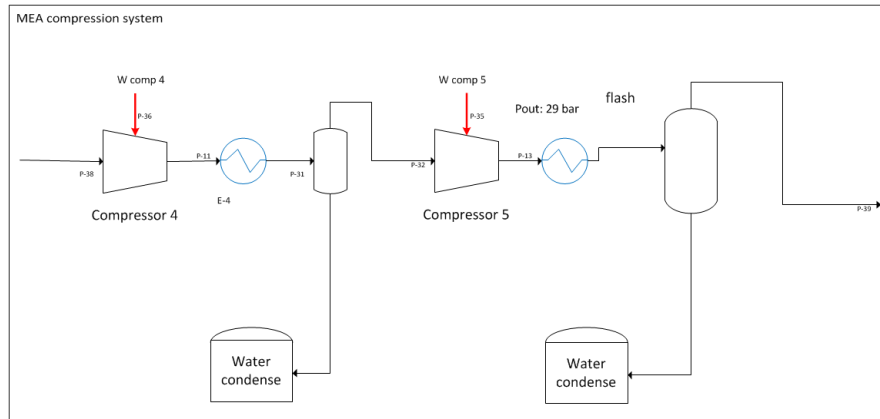 MEA compression system
W comp 4
P-36
P-38
Compressor 4
P-11
E-4
P-31
P-32
W comp 5
P-35
Compressor 5
P-13
Pout: 29 bar
flash
P-39
Water
condense
Water
condense